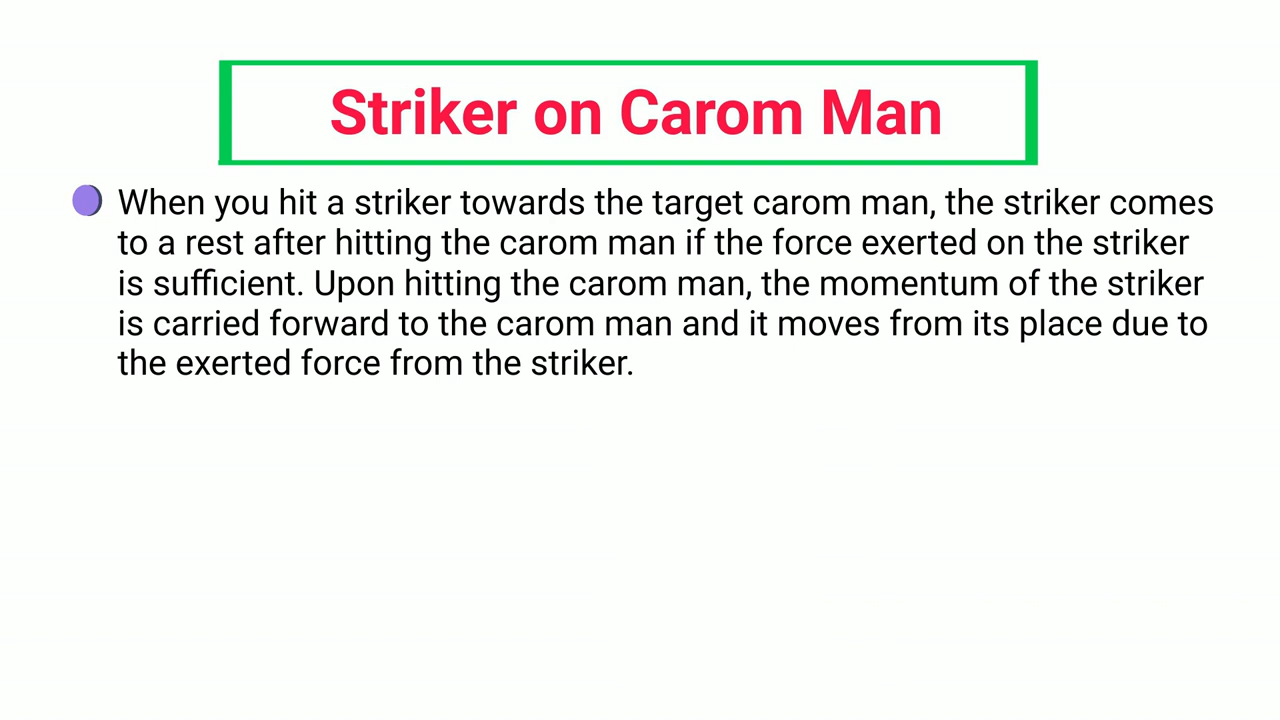 Striker on Carom Man
When you hit a striker towards the target carom man, the striker comes
to a rest after hitting the carom man if the force exerted on the striker
is sufficient. Upon hitting the carom man, the momentum of the striker
is carried forward to the carom man and it moves from its place due to
the exerted force from the striker.